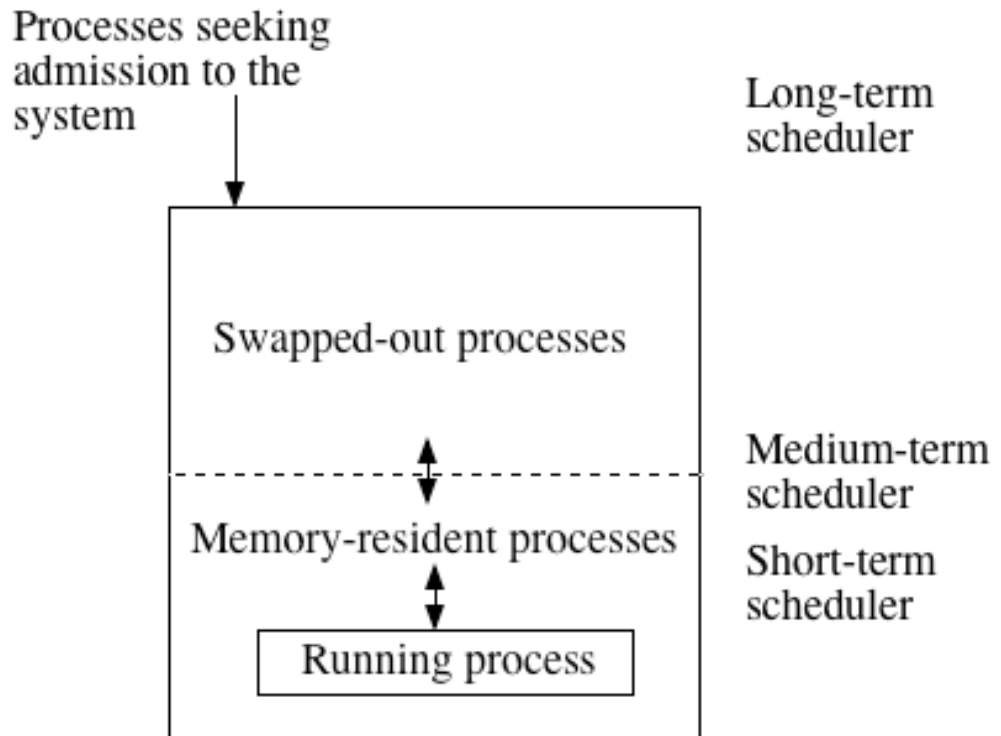 Processes seeking
admission to the
system
Long-term
scheduler
Swapped-out processes
Medium-term
scheduler
Memory-resident processes
Short-term
scheduler
Running process